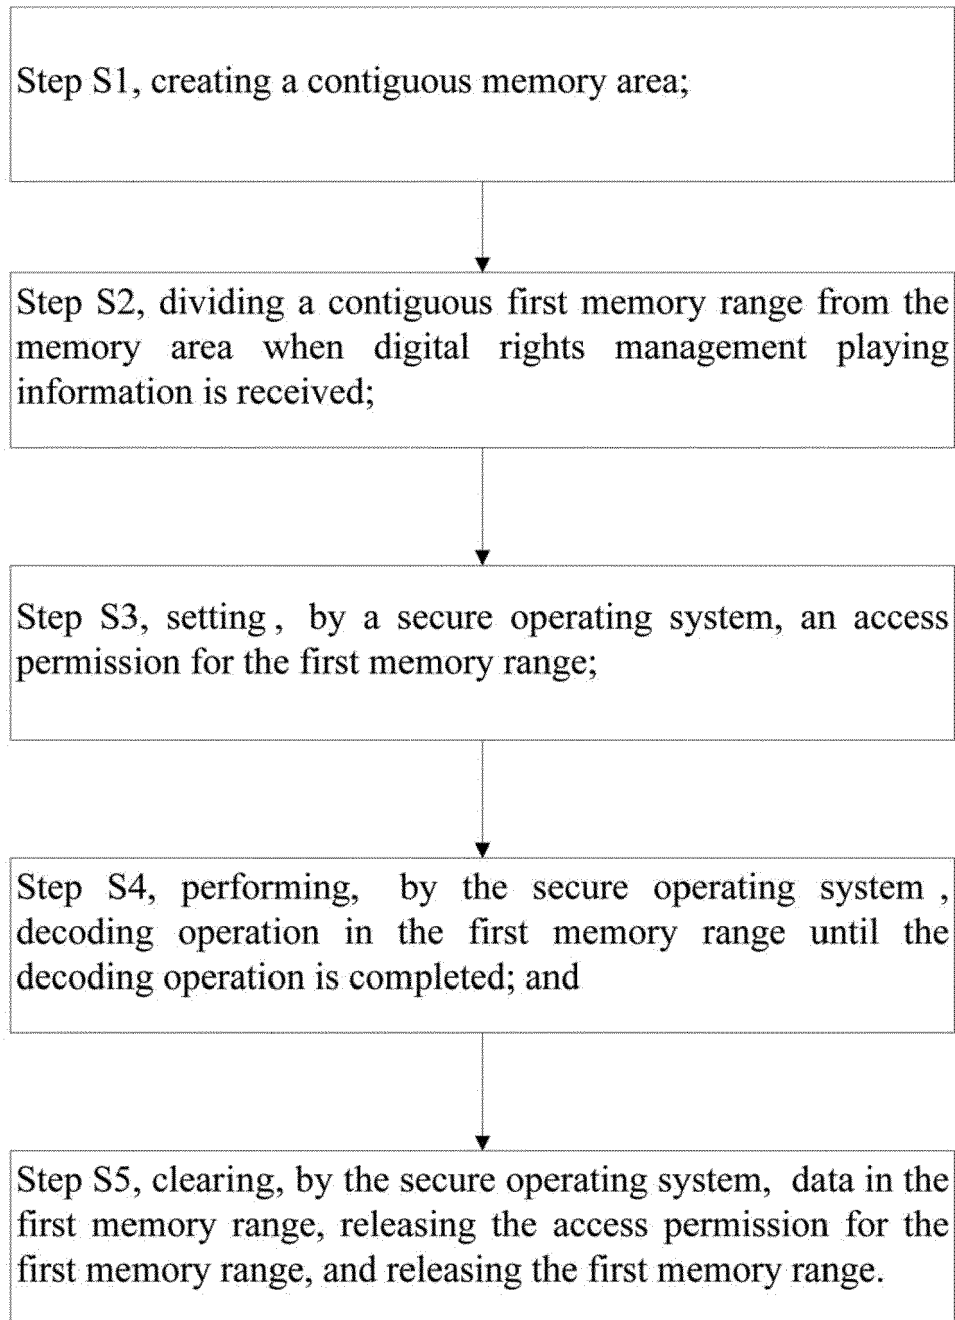 Step S1, creating a contiguous memory area;
Step S2, dividing a contiguous first memory range from the
memory area when digital rights management playing
information is received;
Step S3, setting , by a secure operating system, an access
permission for the first memory range;
Step S4, performing, by the secure operating system ,
decoding operation in the first memory range until the
decoding operation is completed; and
Step S5, clearing, by the secure operating system, data in the
first memory range, releasing the access permission for the
first memory range, and releasing the first memory range.